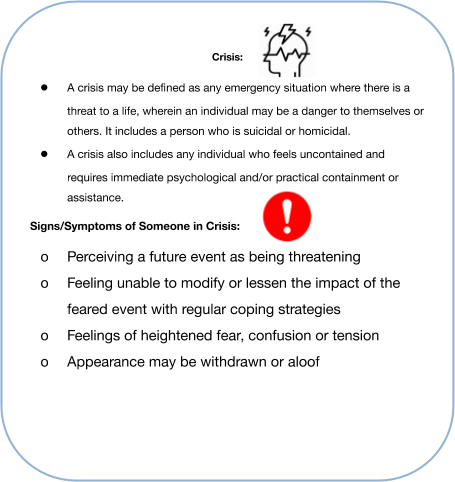 Crisis:
● A crisis may be defined as any emergency situation where there is a
threat to a life, wherein an individual may be a danger to themselves or
others. It includes a person who is suicidal or homicidal.
● A crisis also includes any individual who feels uncontained and
requires immediate psychological and/or practical containment or
assistance.
Signs/Symptoms of Someone in Crisis:
o Perceiving a future event as being threatening
o Feeling unable to modify or lessen the impact of the
feared event with regular coping strategies
o Feelings of heightened fear, confusion or tension
o Appearance may be withdrawn or aloof